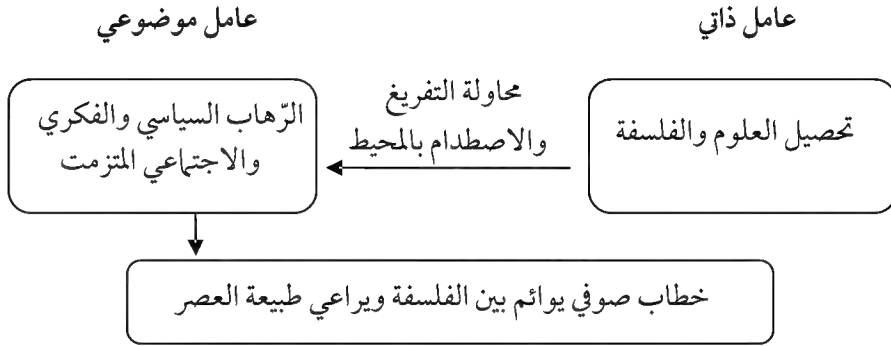 عامل ذاتي
عامل موضوعي
تحصيل العلوم والفلسفة
محاولة التفريغ
والاصطدام بالمحيط
الرّهاب السياسي والفكري
والاجتماعي المتزمت
خطاب صوفي يوائم بين الفلسفة ويراعي طبيعة العصر